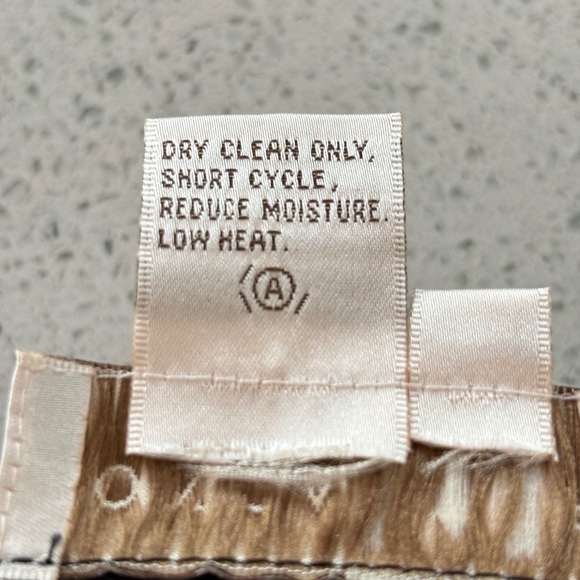 DRY CLEAN ONLY,
SHORT CYCLE,
REDUCE MOISTURE.
LOW HEAT.
A